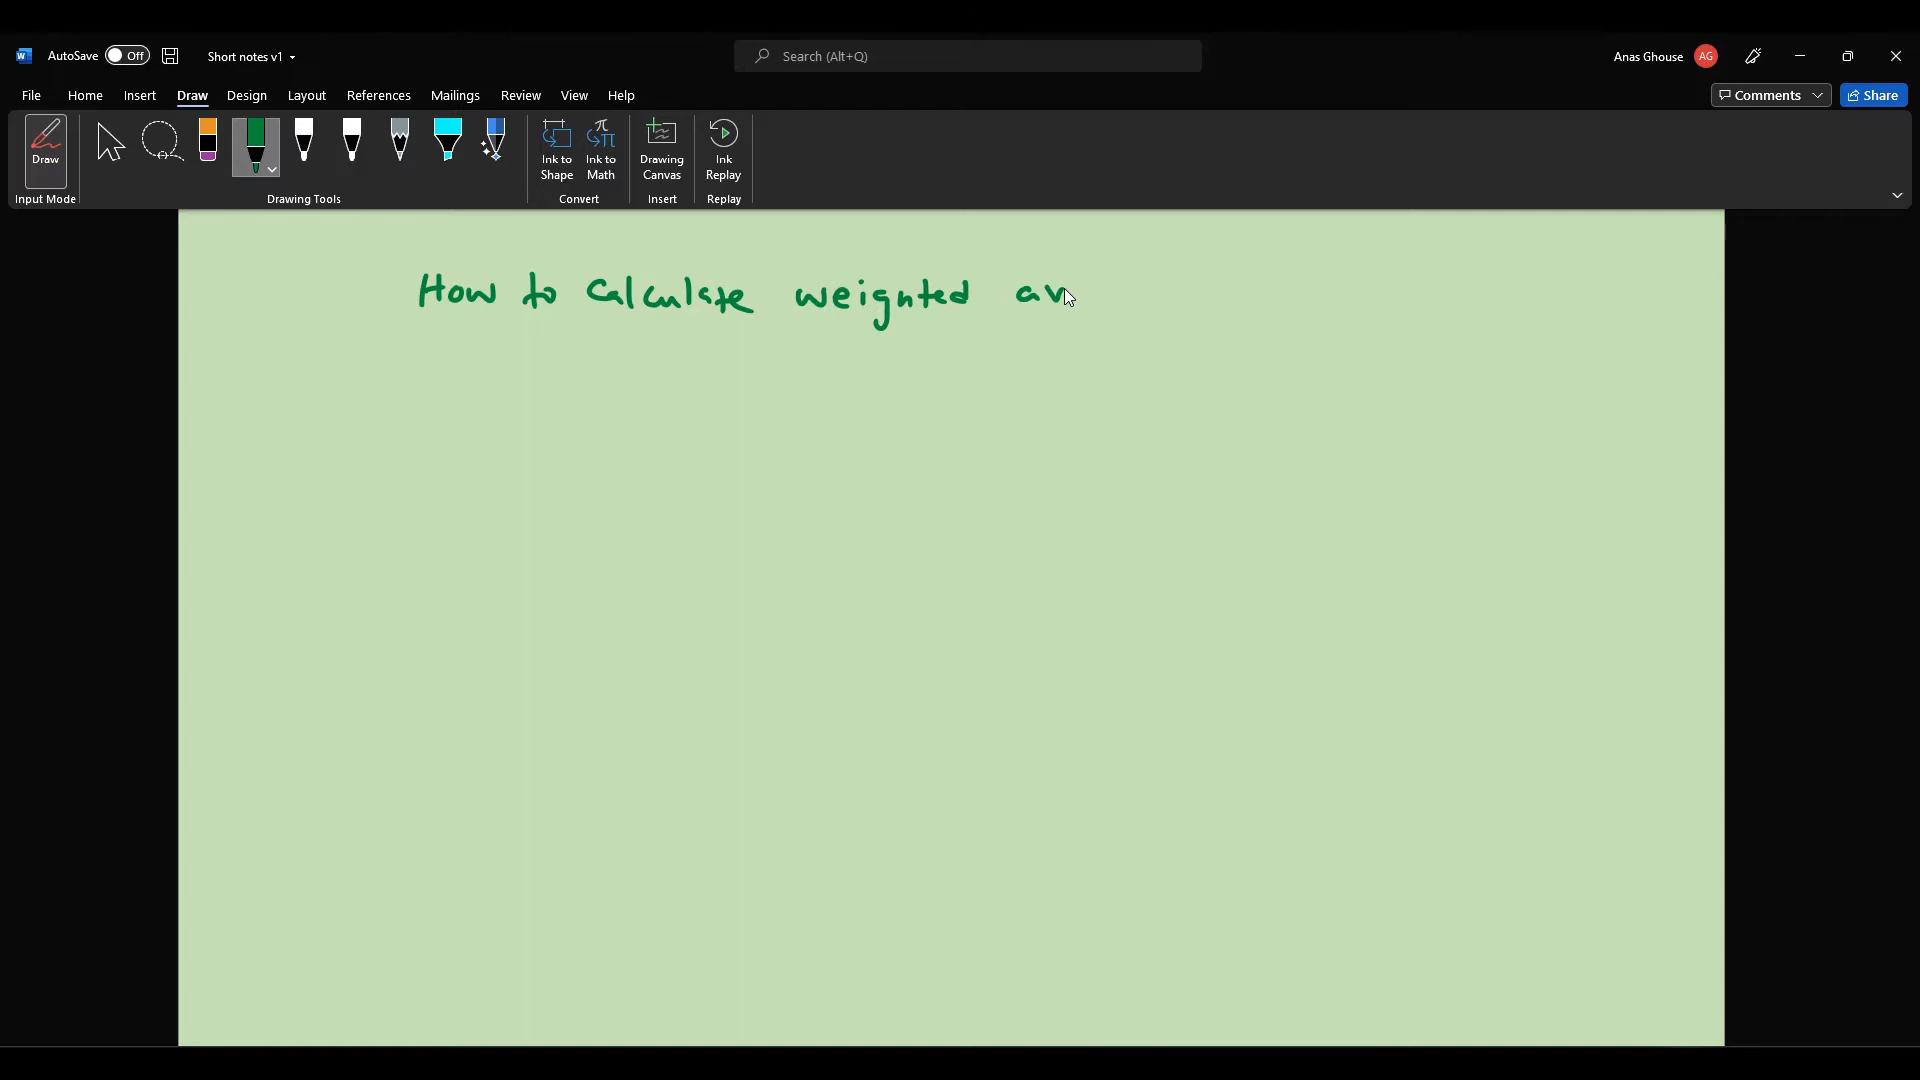 AutoSave Off Short notes v1 Search (Alt+Q) Anas Ghouse AG
File Home Insert Draw Design Layout References Mailings Review View Help Comments Share
Draw Ink to Shape Ink to Math Drawing Canvas Ink Replay
Input Mode Drawing Tools Convert Insert Replay
How to Calculate weighted av